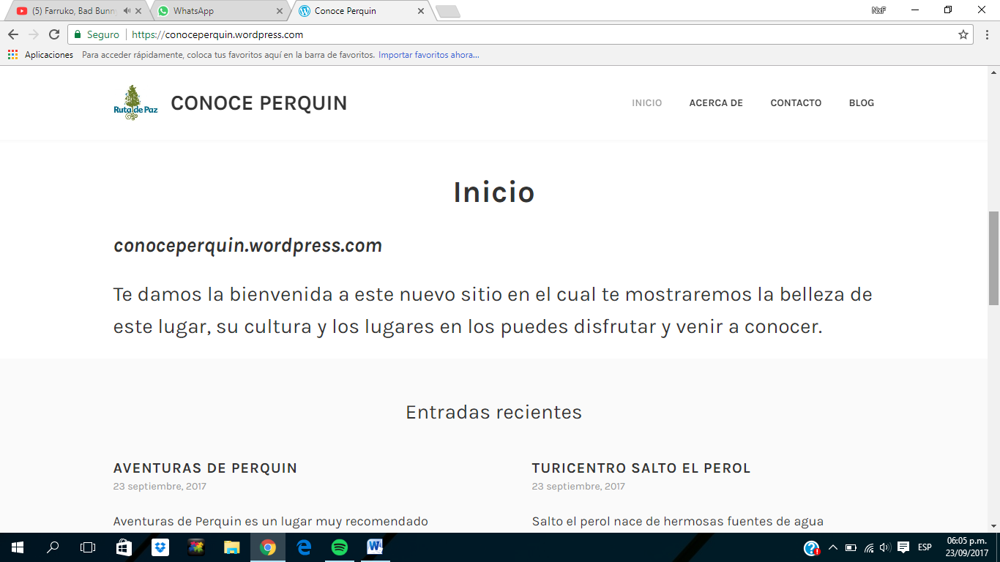 (5) Farruko, Bad Bunn
WhatsApp
Conoce Perquin
NxF
Seguro
https://conoceperquin.wordpress.com
Aplicaciones
Para acceder rápidamente, coloca tus favoritos aquí en la barra de favoritos. Importar favoritos ahora...
Ruta de Paz
CONOCE PERQUIN
INICIO
ACERCA DE
CONTACTO
BLOG
Inicio
conoceperquin.wordpress.com
Te damos la bienvenida a este nuevo sitio en el cual te mostraremos la belleza de
este lugar, su cultura y los lugares en los puedes disfrutar y venir a conocer.
Entradas recientes
AVENTURAS DE PERQUIN
23 septiembre, 2017
Aventuras de Perquin es un lugar muy recomendado
TURICENTRO SALTO EL PEROL
23 septiembre, 2017
Salto el perol nace de hermosas fuentes de agua
ESP
06:05 p.m.
23/09/2017